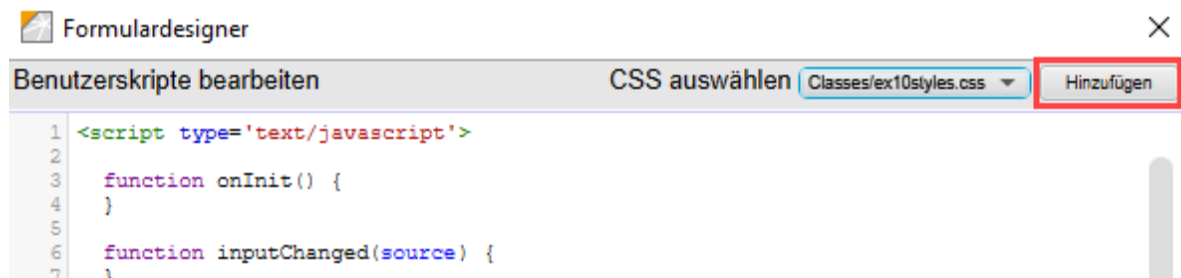 Formulardesigner
Benutzerskripte bearbeiten CSS auswählen Classes/ex10styles.css Hinzufügen
1 <script type='text/javascript'>
2
3 function onInit() {
4 }
5
6 function inputChanged(source) {
7 }